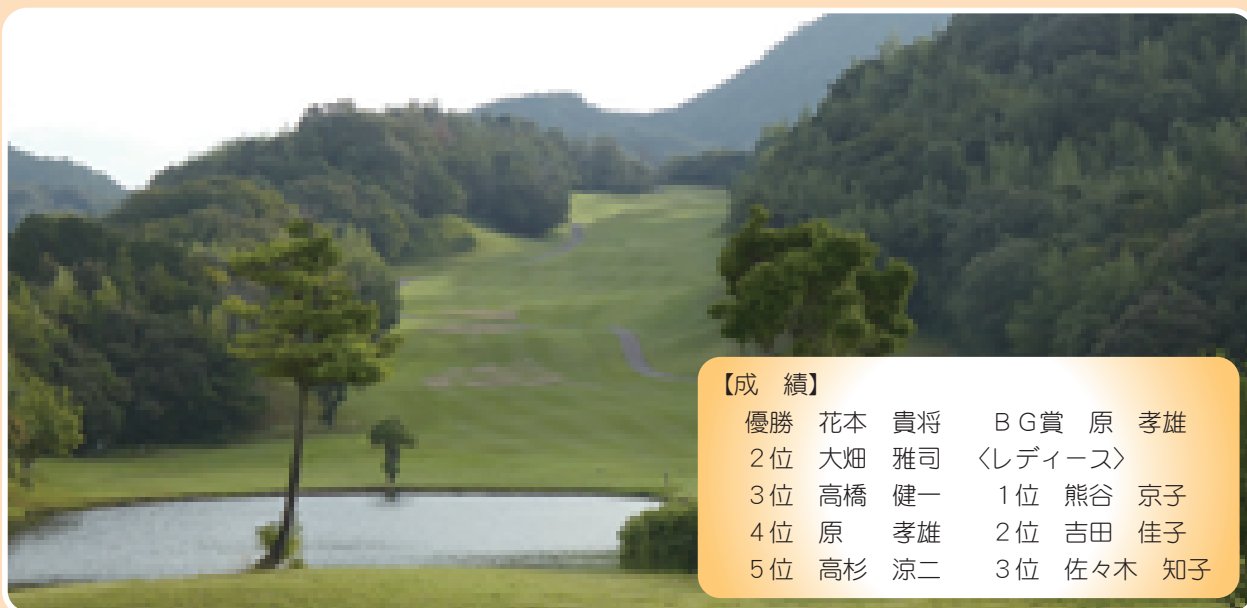 【成　績】
優勝　花本　貴将　　ＢＧ賞　原　孝雄
２位　大畑　雅司　〈レディース〉
３位　高橋　健一　　１位　熊谷　京子
４位　原　　孝雄　　２位　吉田　佳子
５位　高杉　涼二　　３位　佐々木　知子